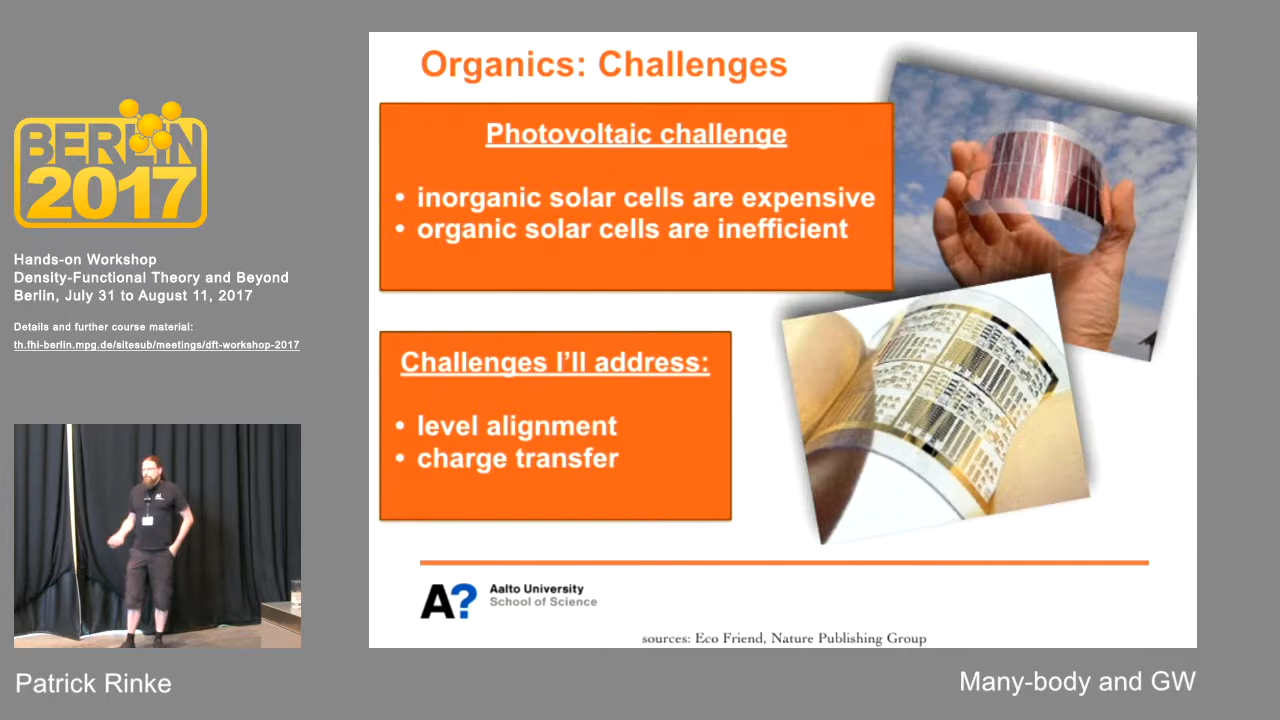 BERLIN
2017
Hands-on Workshop
Density-Functional Theory and Beyond
Berlin, July 31 to August 11, 2017
Details and further course material:
th.fhi-berlin.mpg.de/sitesub/meetings/dft-workshop-2017
Organics: Challenges
Photovoltaic challenge
• inorganic solar cells are expensive
• organic solar cells are inefficient
Challenges I'll address:
• level alignment
• charge transfer
A?
Aalto University
School of Science
sources: Eco Friend, Nature Publishing Group
Patrick Rinke
Many-body and GW